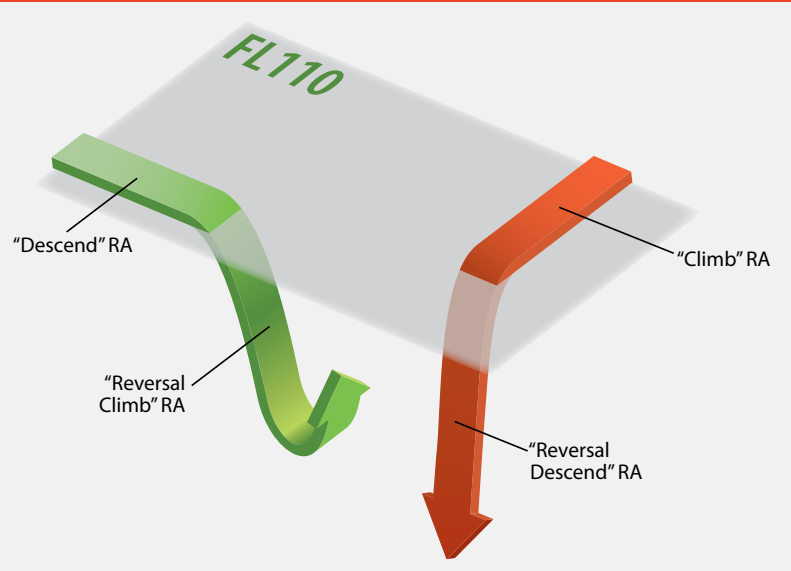 FL110
“Descend” RA
“Climb” RA
“Reversal
Climb” RA
“Reversal
Descend” RA